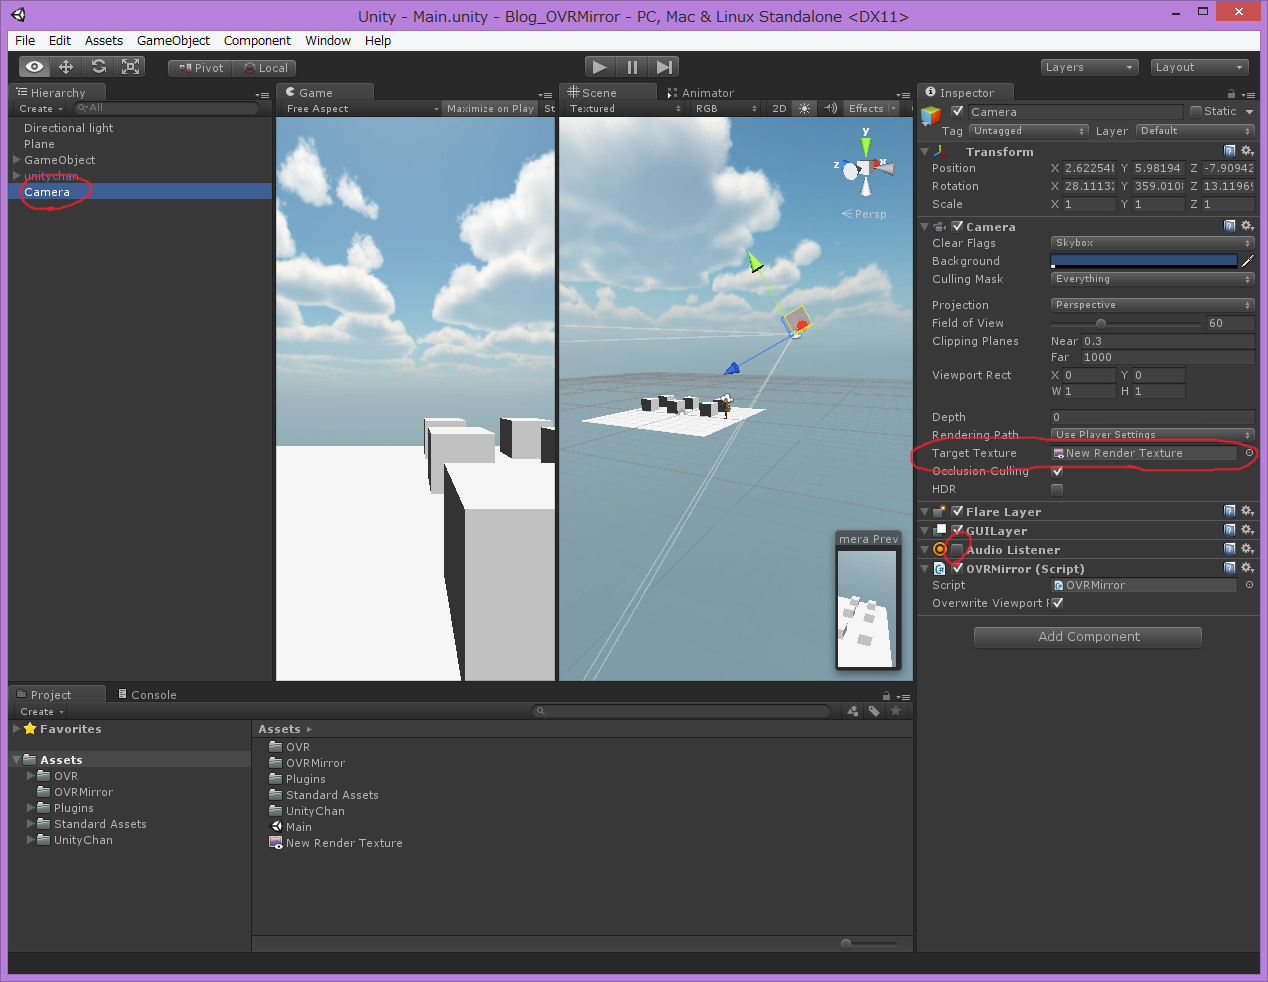 Unity - Main.unity - Blog_OVRMirror - PC, Mac & Linux Standalone <DX11>
File Edit Assets GameObject Component Window Help
Pivot Local Layers Layout
Hierarchy
Create All
Directional light
Plane
GameObject
unitychan
Camera
Game
Free Aspect Maximize on Play St
Scene Animator
Textured RGB 2D Effects
y
x
z
Persp
mera Prev
Inspector
Camera Static
Tag Untagged Layer Default
Transform
Position X 2.622548 Y 5.98194 Z -7.90942
Rotation X 28.11132 Y 359.0108 Z 13.11969
Scale X 1 Y 1 Z 1
Camera
Clear Flags Skybox
Background
Culling Mask Everything
Projection Perspective
Field of View 60
Clipping Planes Near 0.3
Far 1000
Viewport Rect X 0 Y 0
W 1 H 1
Depth 0
Rendering Path Use Player Settings
Target Texture New Render Texture
Occlusion Culling
HDR
Flare Layer
GUILayer
Audio Listener
OVRMirror (Script)
Script OVRMirror
Overwrite Viewport
Add Component
Project Console
Create
Favorites
Assets
OVR
OVRMirror
Plugins
Standard Assets
UnityChan
Assets
OVR
OVRMirror
Plugins
Standard Assets
UnityChan
Main
New Render Texture